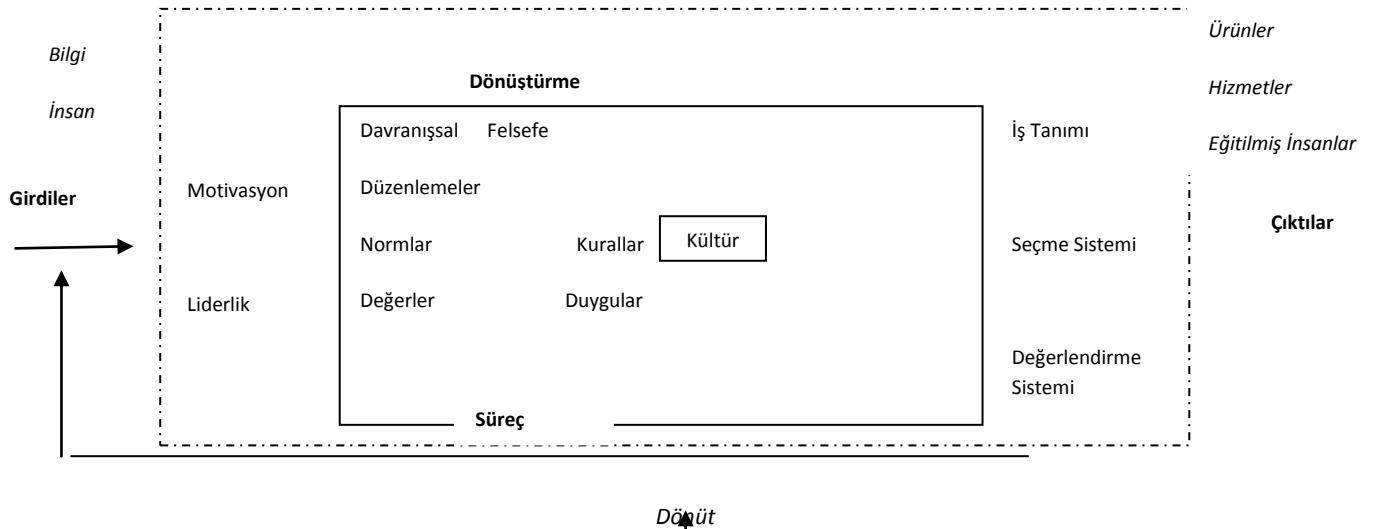 Bilgi
İnsan
Girdiler
Dönüştürme
Motivasyon
Liderlik
Davranışsal Felsefe
Düzenlemeler
Normlar Kurallar Kültür
Değerler Duygular
Süreç
İş Tanımı
Seçme Sistemi
Değerlendirme
Sistemi
Ürünler
Hizmetler
Eğitilmiş İnsanlar
Çıktılar
Dönüt